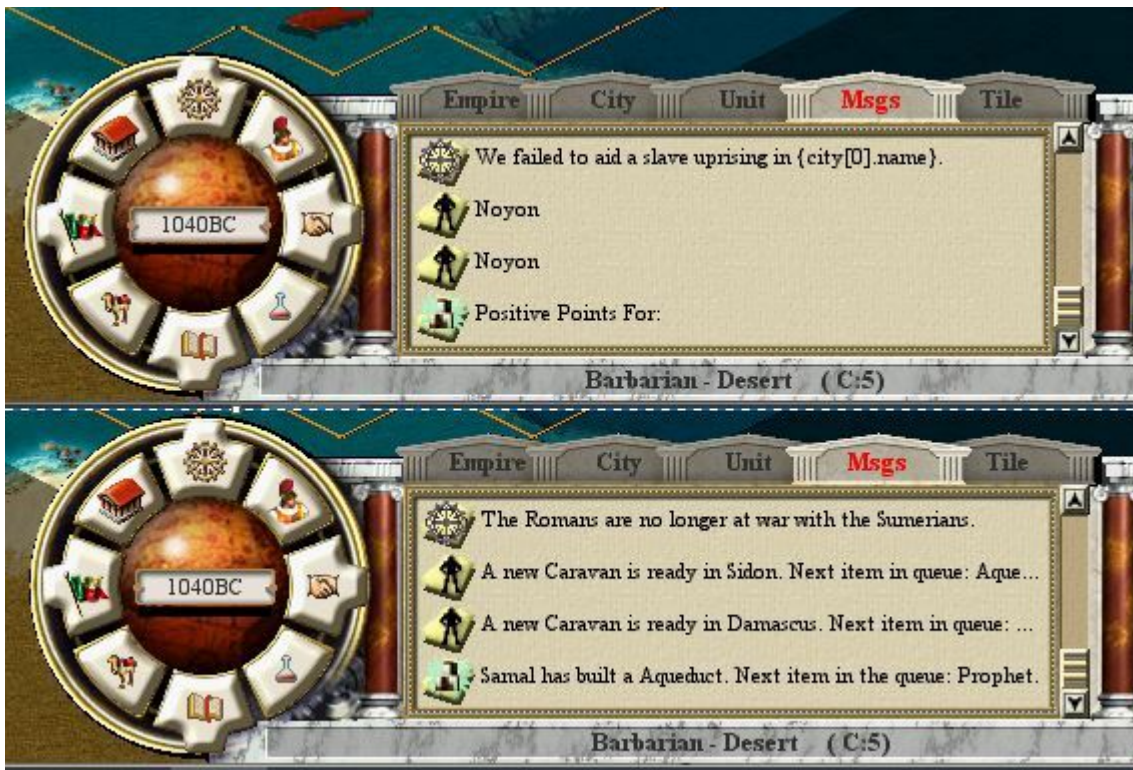 Empire City Unit Msgs Tile
We failed to aid a slave uprising in {city[0].name}.
Noyon
1040BC
Noyon
Positive Points For:
Barbarian - Desert (C:5)
Empire City Unit Msgs Tile
The Romans are no longer at war with the Sumerians.
A new Caravan is ready in Sidon. Next item in queue: Aque...
1040BC
A new Caravan is ready in Damascus. Next item in queue: ...
Samal has built a Aqueduct. Next item in the queue: Prophet.
Barbarian - Desert (C:5)